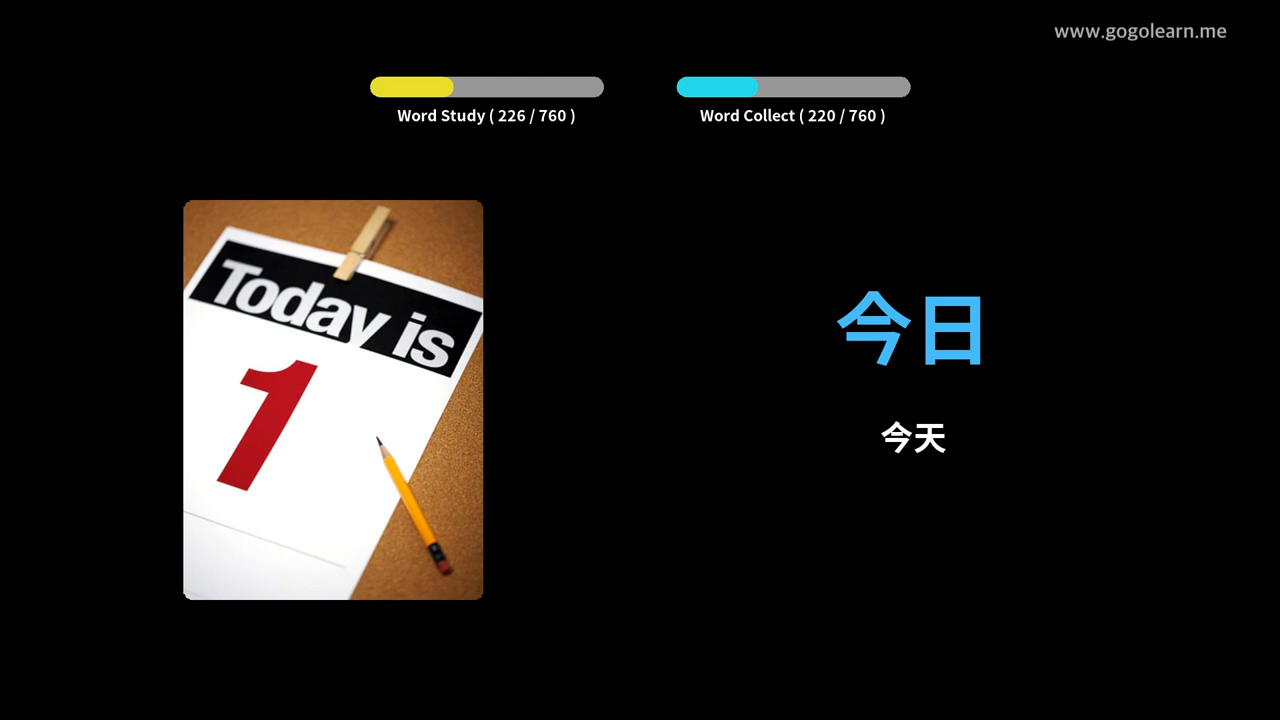 www.gogolearn.me
Word Study ( 226 / 760 )
Word Collect ( 220 / 760 )
Today is
1
今日
今天